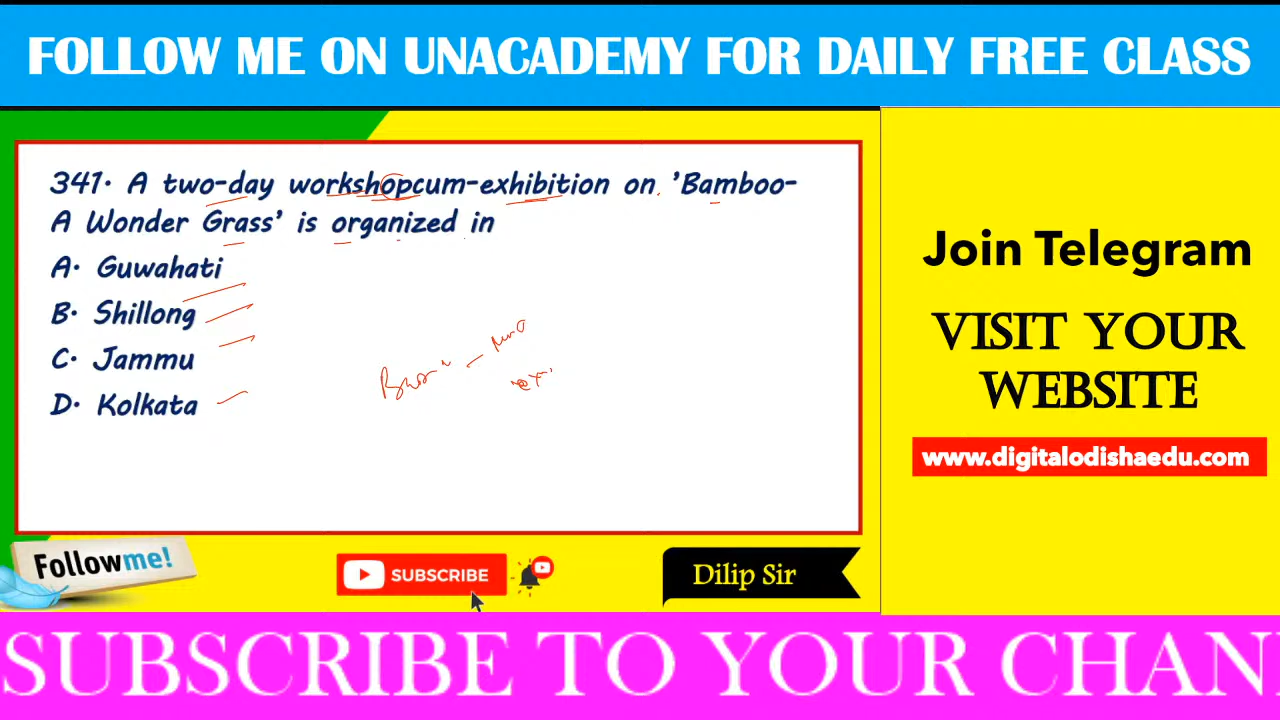 FOLLOW ME ON UNACADEMY FOR DAILY FREE CLASS
341. A two-day workshopcum-exhibition on 'Bamboo-
A Wonder Grass' is organized in
A. Guwahati
B. Shillong
C. Jammu
D. Kolkata
Join Telegram
VISIT YOUR
WEBSITE
www.digitalodishaedu.com
Followme!
SUBSCRIBE
Dilip Sir
SUBSCRIBE TO YOUR CHAN